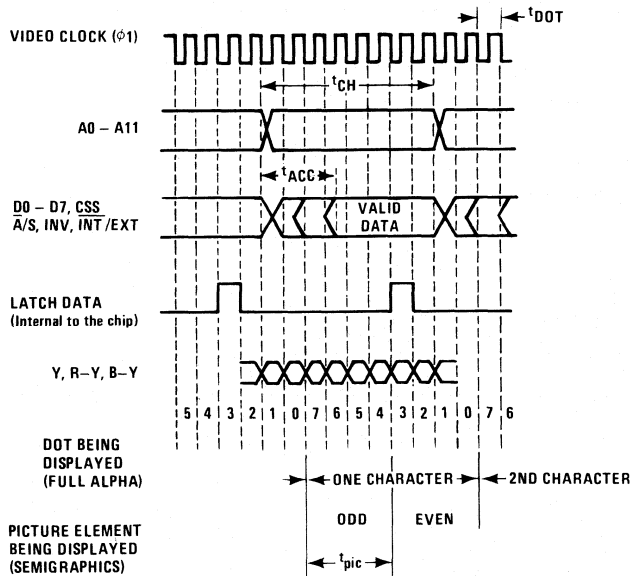 tDOT
VIDEO CLOCK (φ1)
tCH
A0 – A11
tACC
D0 – D7, CSS
A̅/S, INV, I̅N̅T̅/EXT
VALID
DATA
LATCH DATA
(Internal to the chip)
Y, R–Y, B–Y
5 4 3 2 1 0 7 6 5 4 3 2 1 0 7 6
DOT BEING
DISPLAYED
(FULL ALPHA)
ONE CHARACTER
2ND CHARACTER
ODD
EVEN
PICTURE ELEMENT
BEING DISPLAYED
(SEMIGRAPHICS)
tpic